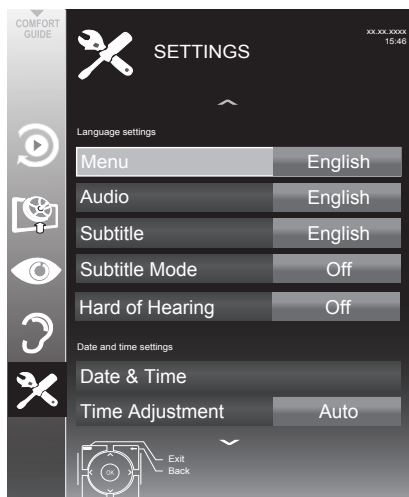 COMFORT
GUIDE
SETTINGS
xx.xx.xxxx
15:46
Language settings
Menu English
Audio English
Subtitle English
Subtitle Mode Off
Hard of Hearing Off
Date and time settings
Date & Time
Time Adjustment Auto
Exit
Back
OK